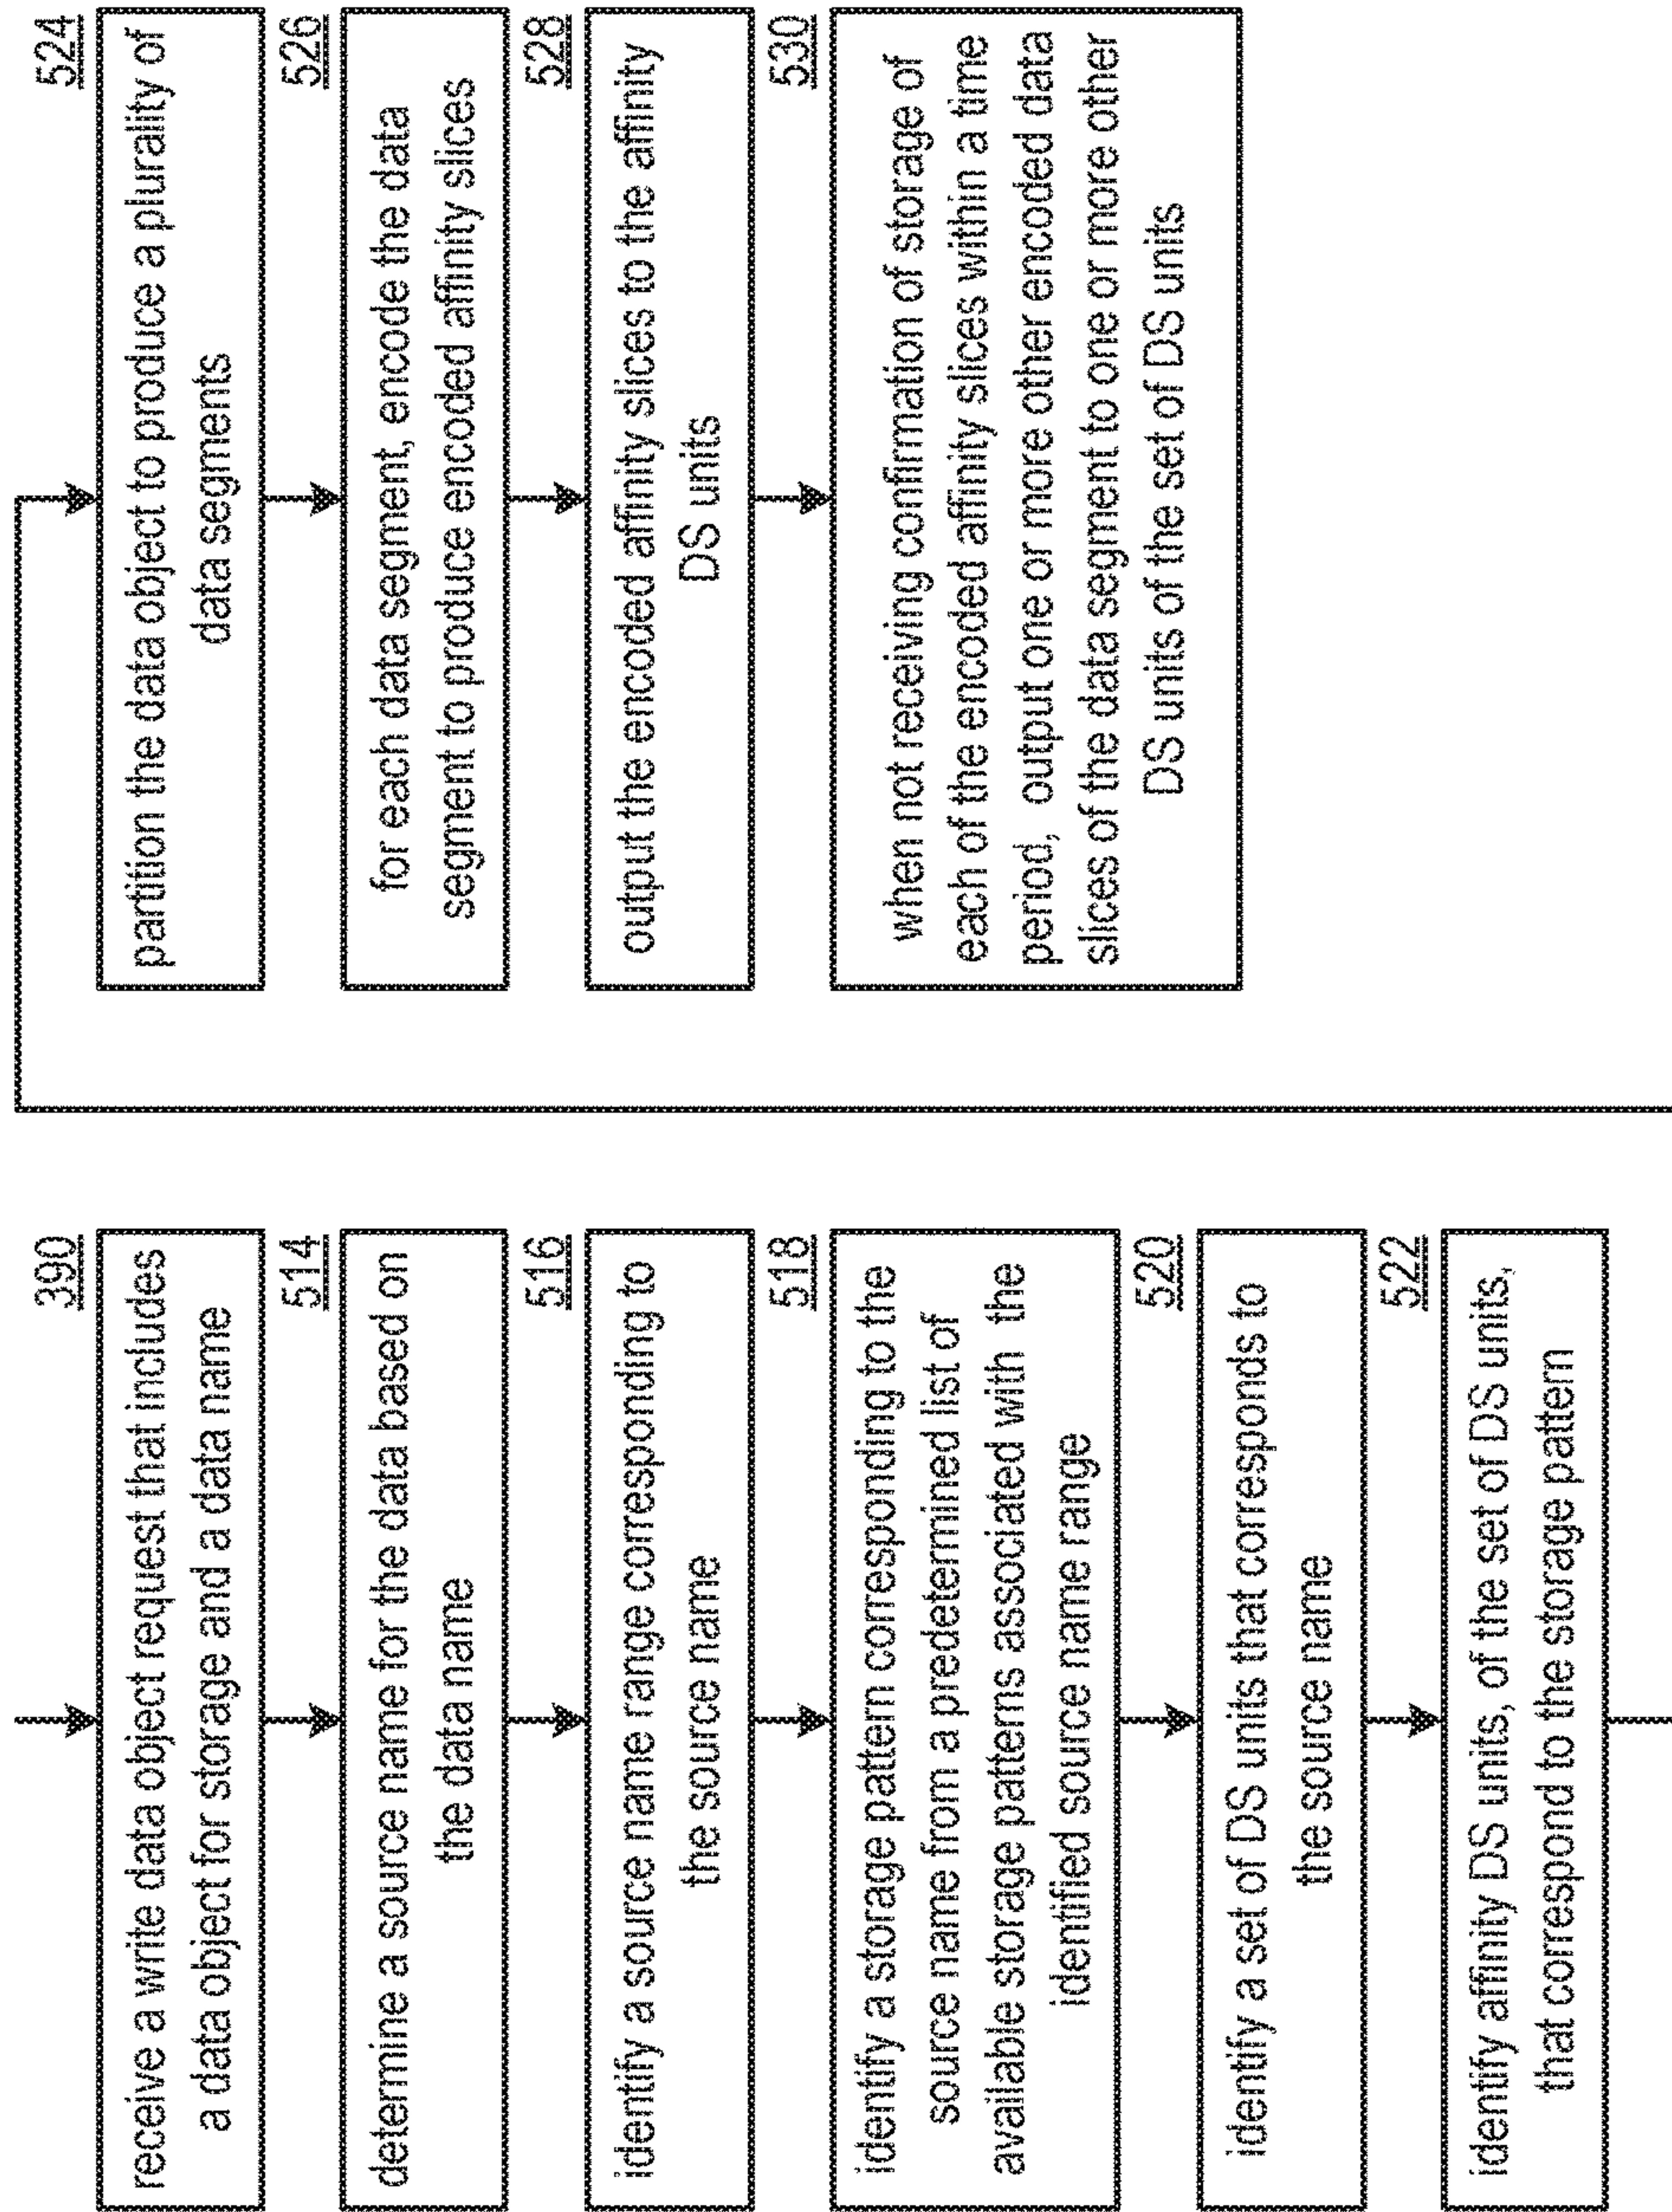 390
receive a write data object request that includes
a data object for storage and a data name
514
determine a source name for the data based on
the data name
516
identify a source name range corresponding to
the source name
518
identify a storage pattern corresponding to the
source name from a predetermined list of
available storage patterns associated with the
identified source name range
520
identify a set of DS units that corresponds to
the source name
522
identify affinity DS units, of the set of DS units,
that correspond to the storage pattern
524
partition the data object to produce a plurality of
data segments
526
for each data segment, encode the data
segment to produce encoded affinity slices
528
output the encoded affinity slices to the affinity
DS units
530
when not receiving confirmation of storage of
each of the encoded affinity slices within a time
period, output one or more other encoded data
slices of the data segment to one or more other
DS units of the set of DS units